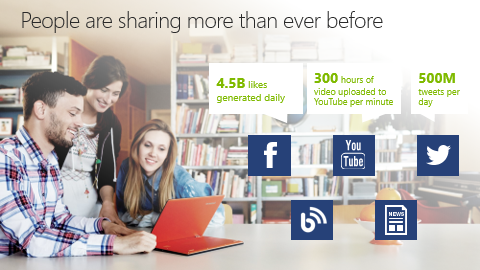 People are sharing more than ever before
4.5B likes
generated daily
300 hours of
video uploaded to
YouTube per minute
500M
tweets per
day
f
You
Tube
NEWS